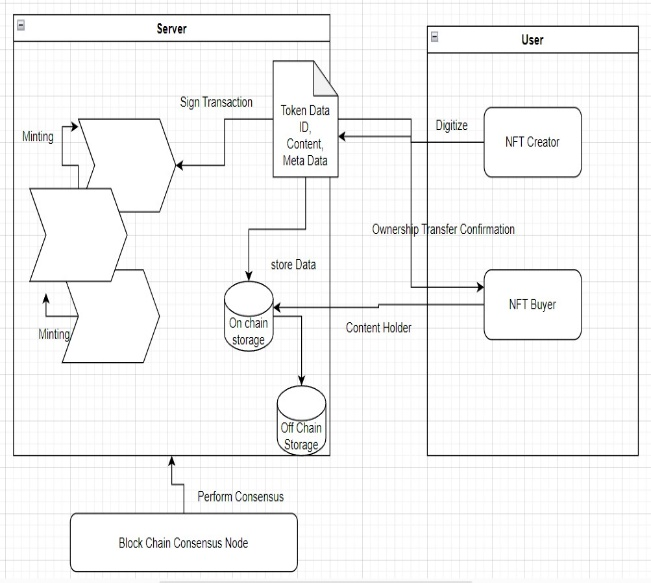 Server
User
Sign Transaction
Minting
Token Data
ID,
Content,
Meta Data
Digitize
NFT Creator
Ownership Transfer Confirmation
store Data
NFT Buyer
On chain
storage
Content Holder
Minting
Off Chain
Storage
Perform Consensus
Block Chain Consensus Node